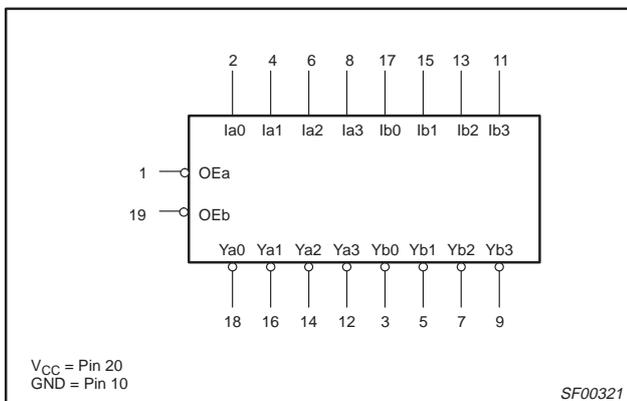 2 4 6 8 17 15 13 11
Ia0 Ia1 Ia2 Ia3 Ib0 Ib1 Ib2 Ib3
1 OEa
19 OEb
Ya0 Ya1 Ya2 Ya3 Yb0 Yb1 Yb2 Yb3
18 16 14 12 3 5 7 9
VCC = Pin 20
GND = Pin 10
SF00321